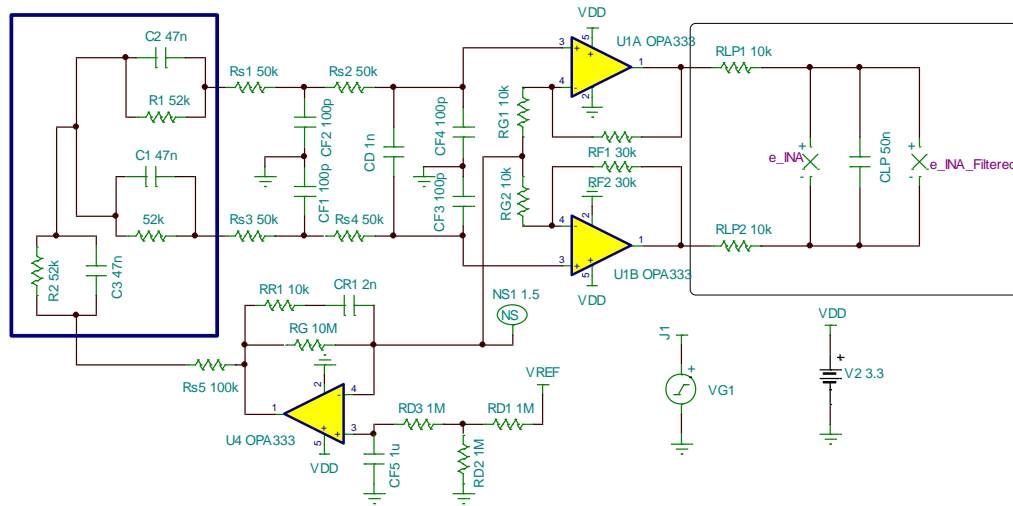 C2 47n
R1 52k
C1 47n
52k
R2 52k
C3 47n
Rs1 50k
Rs2 50k
CF2 100p
CF1 100p
CD 1n
CF4 100p
CF3 100p
Rs3 50k
Rs4 50k
VDD
U1A OPA333
3
4
5
2
1
+
-
RG1 10k
RG2 10k
RF1 30k
RF2 30k
4
3
2
5
1
-
+
U1B OPA333
VDD
RLP1 10k
RLP2 10k
+
e_INA
-
CLP 50n
+
e_INA_Filtered
-
RR1 10k
CR1 2n
RG 10M
NS1 1.5
NS
Rs5 100k
1
2
4
3
5
-
+
U4 OPA333
VDD
RD3 1M
RD1 1M
VREF
RD2 1M
CF5 1u
J1
+
VG1
VDD
+
V2 3.3